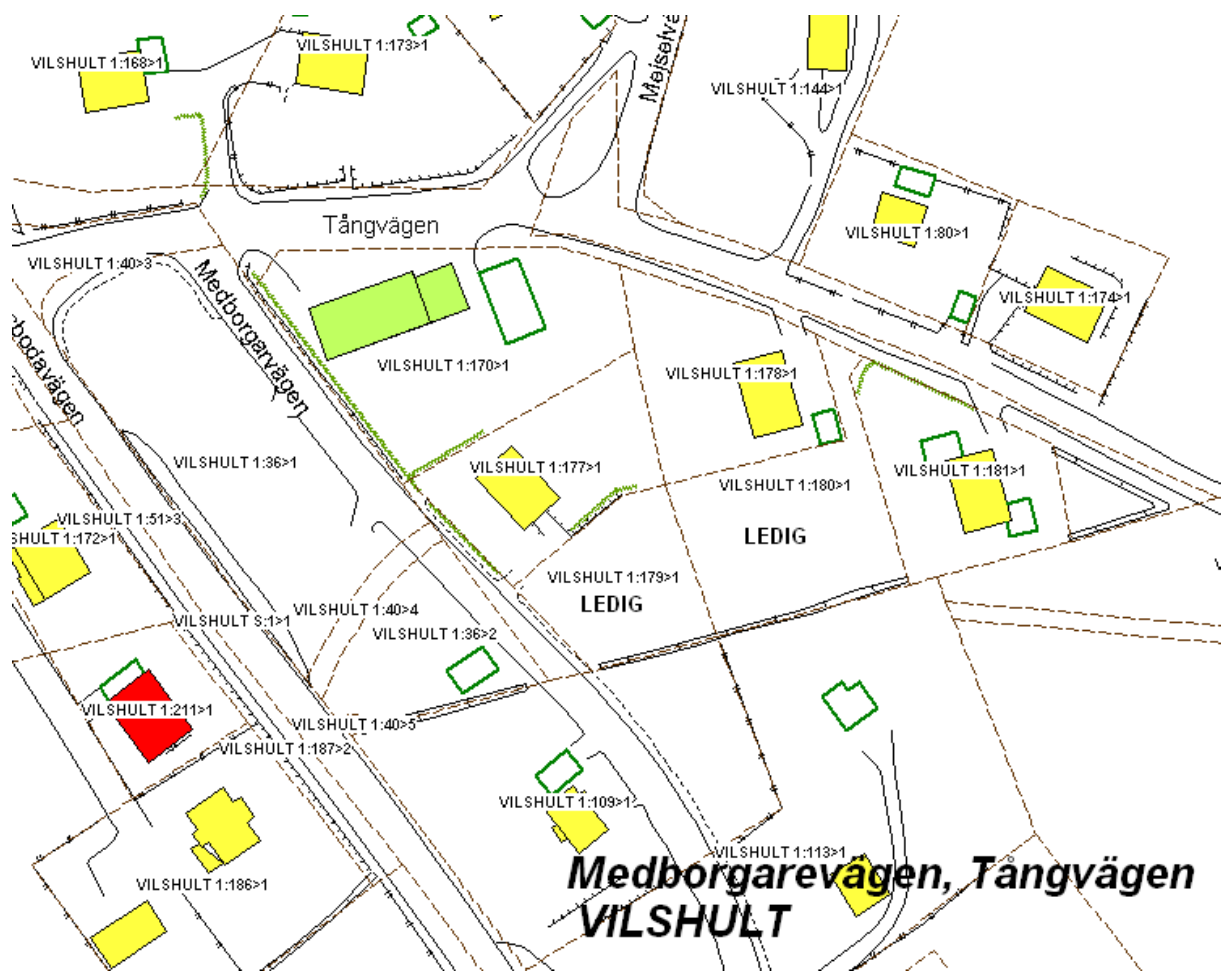 VILSHULT 1:173>1
VILSHULT 1:168>1
Mejselvä
VILSHULT 1:144>1
Tångvägen
VILSHULT 1:80>1
VILSHULT 1:40>3
Medborgarvägen
VILSHULT 1:174>1
bodavägen
VILSHULT 1:170>1
VILSHULT 1:178>1
VILSHULT 1:36>1
VILSHULT 1:177>1
VILSHULT 1:181>1
VILSHULT 1:180>1
VILSHULT 1:51>3
SHULT 1:172>1
LEDIG
VILSHULT 1:179>1
LEDIG
VILSHULT 1:40>4
VILSHULT S:1>1
VILSHULT 1:36>2
VILSHULT 1:211>1
VILSHULT 1:40>5
VILSHULT 1:187>2
VILSHULT 1:109>1
VILSHULT 1:113>1
VILSHULT 1:186>1
Medborgarevägen, Tångvägen
VILSHULT